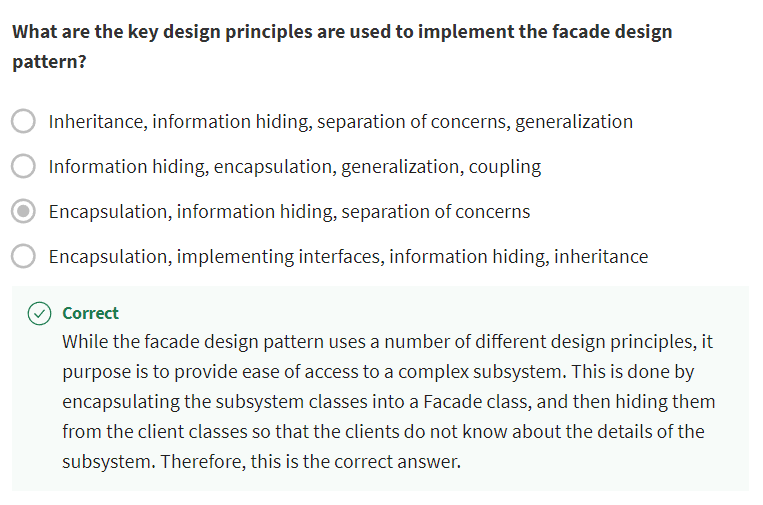 What are the key design principles are used to implement the facade design
pattern?
Inheritance, information hiding, separation of concerns, generalization
Information hiding, encapsulation, generalization, coupling
Encapsulation, information hiding, separation of concerns
Encapsulation, implementing interfaces, information hiding, inheritance
Correct
While the facade design pattern uses a number of different design principles, it
purpose is to provide ease of access to a complex subsystem. This is done by
encapsulating the subsystem classes into a Facade class, and then hiding them
from the client classes so that the clients do not know about the details of the
subsystem. Therefore, this is the correct answer.